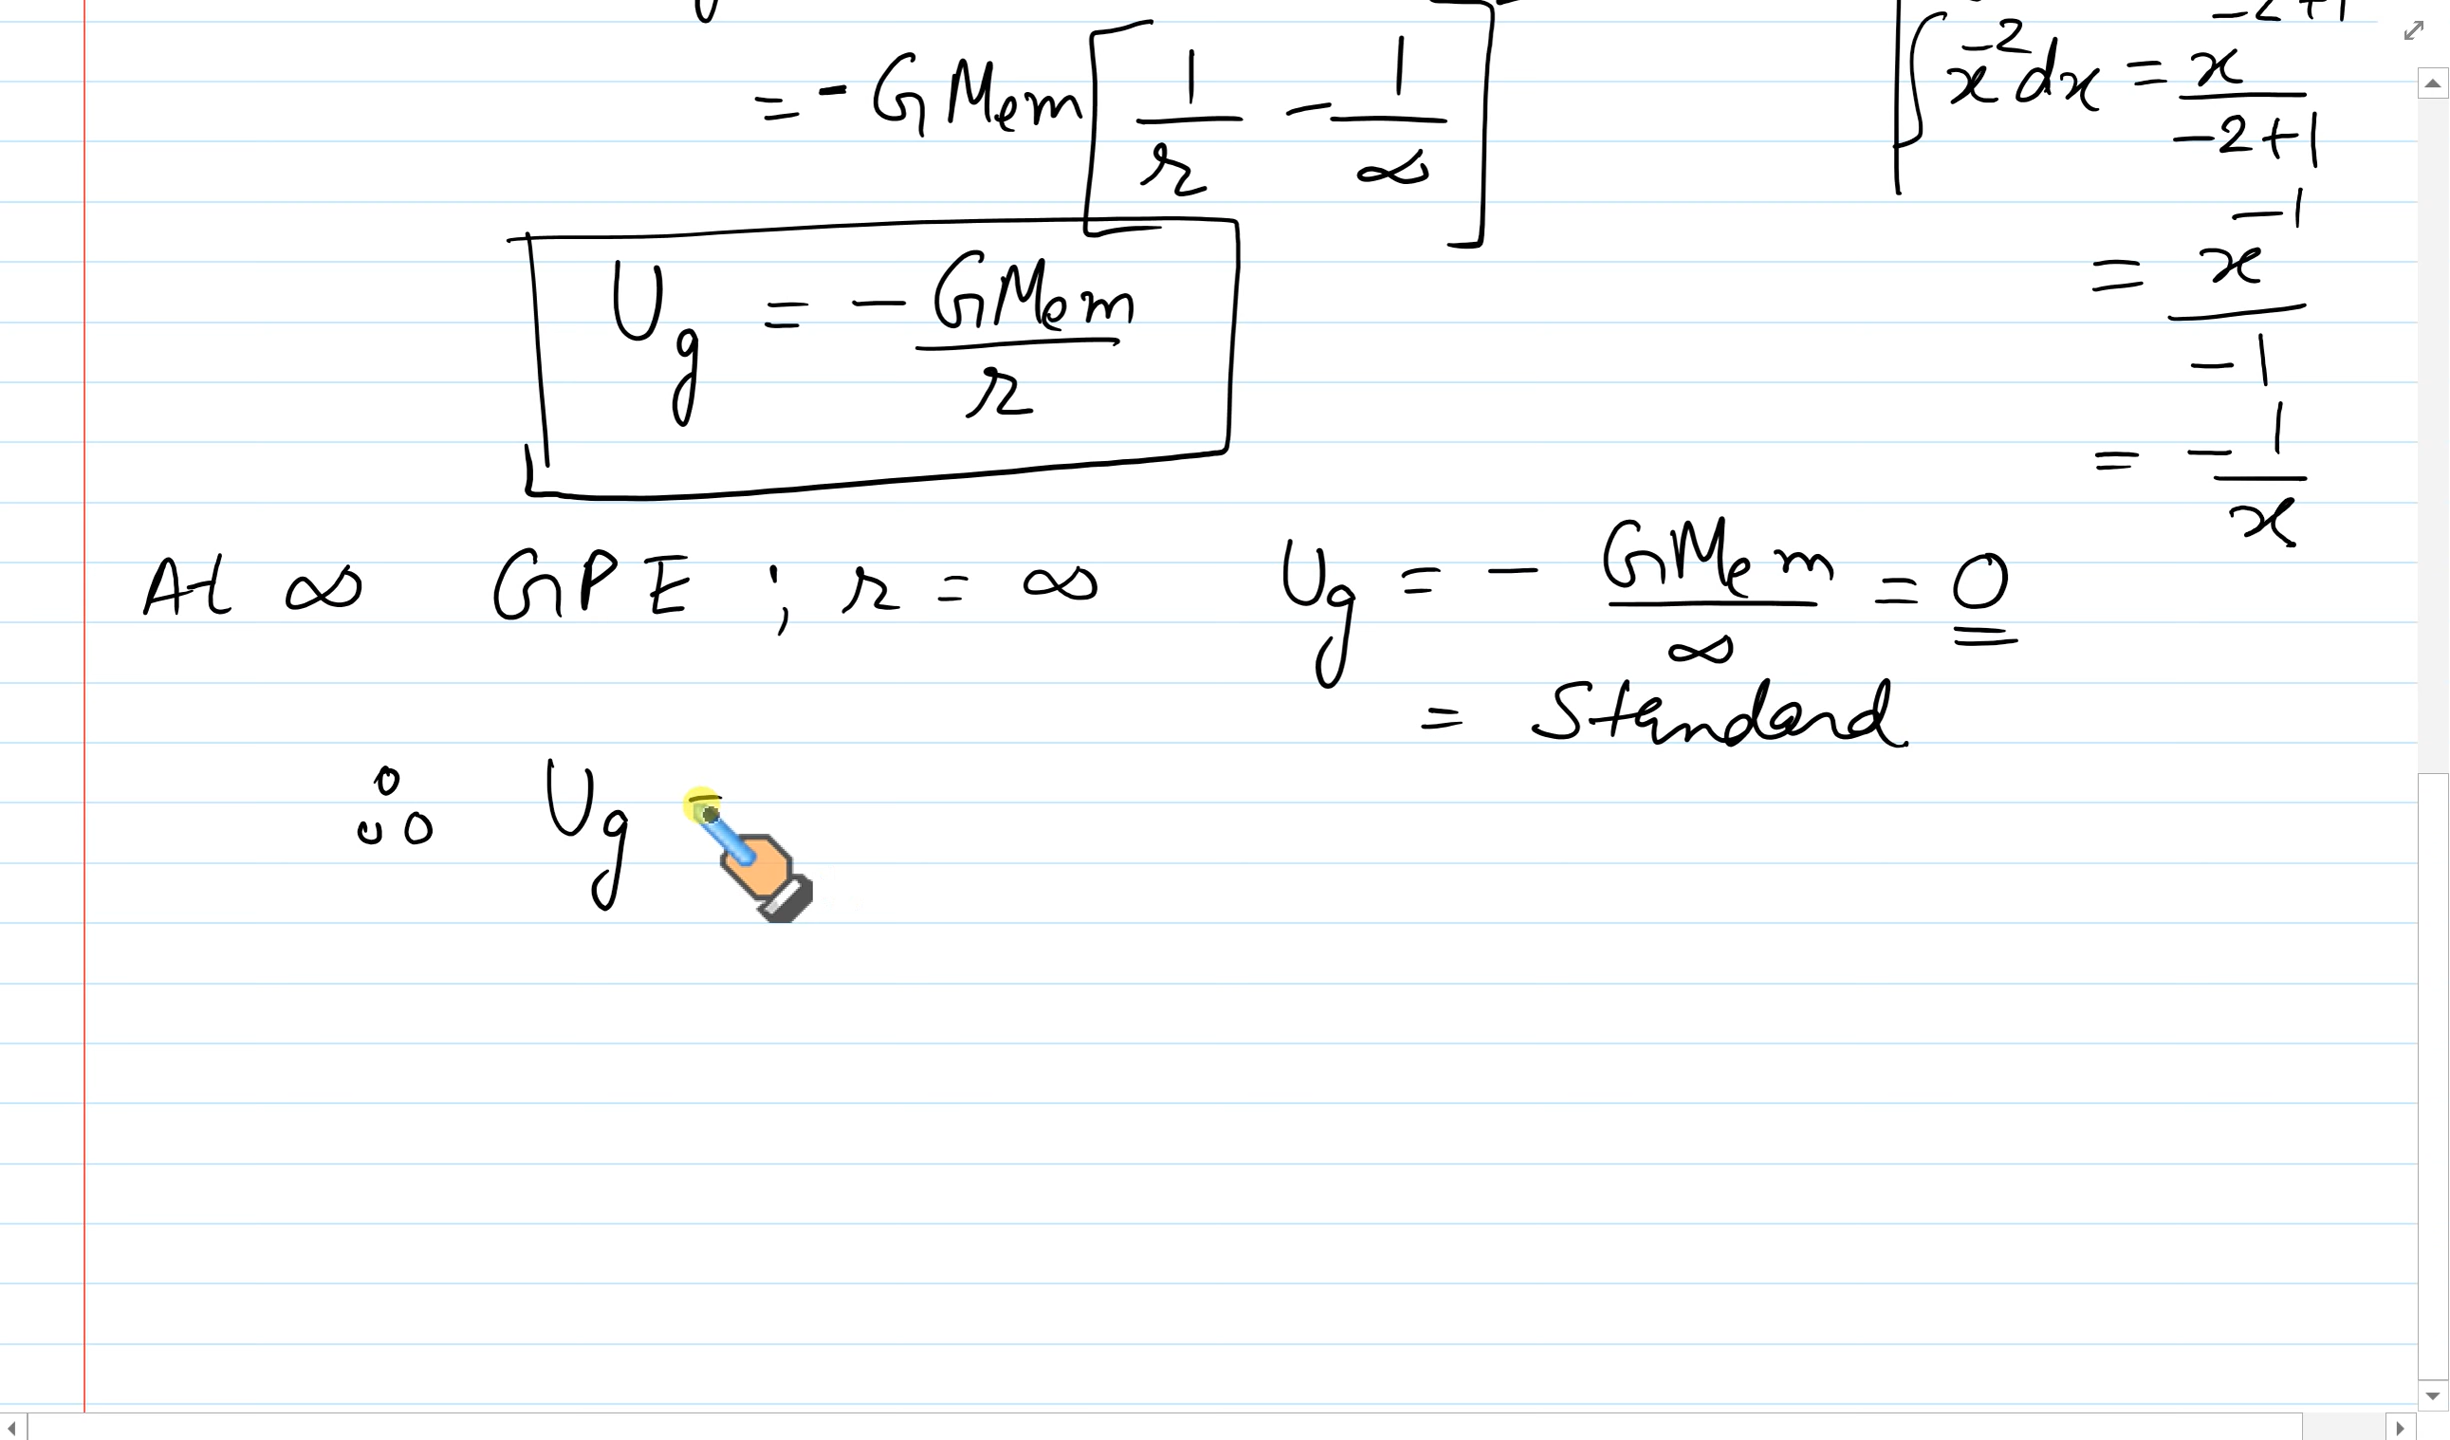 = - GMem [ 1/r - 1/∞ ]
Ug = - GMem/r
At ∞ GPE ; r = ∞ Ug = - GMem/∞ = 0
= Standard
∴ Ug =
-2+1
∫ x^-2 dx = x/-2+1
= x^-1/-1
= - 1/x